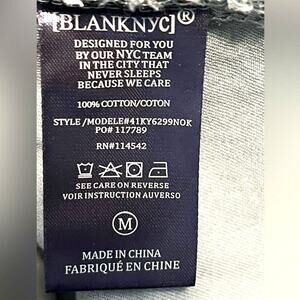 [BLANKNYC]®
DESIGNED FOR YOU
BY OUR NYC TEAM
IN THE CITY THAT
NEVER SLEEPS
BECAUSE WE CARE
100% COTTON/COTON
STYLE/MODELE#41KY6299NOK
PO# 117789
RN#114542
SEE CARE ON REVERSE
VOIR INSTRUCTION AUVERSO
M
MADE IN CHINA
FABRIQUÉ EN CHINE